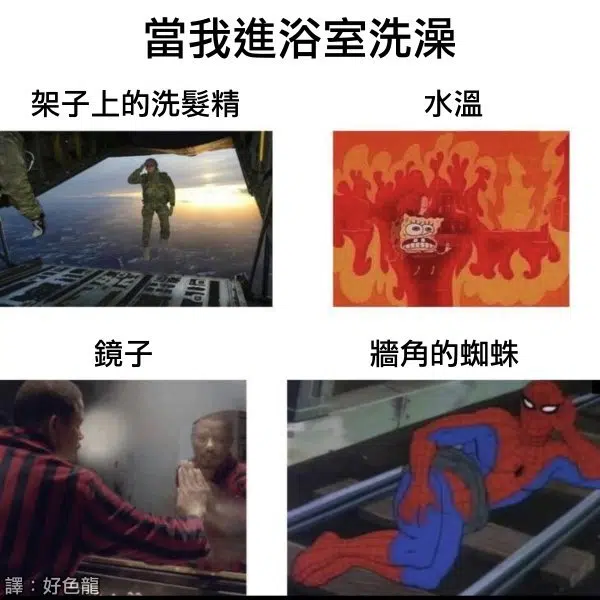 當我進浴室洗澡
架子上的洗髮精
水溫
鏡子
牆角的蜘蛛
譯：好色龍